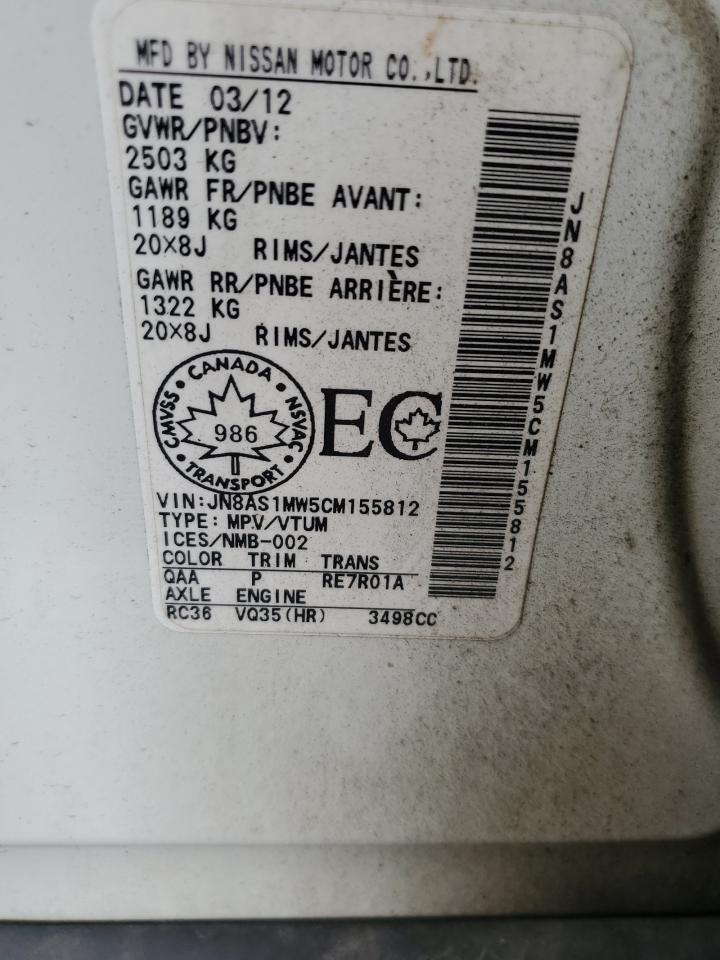 MFD BY NISSAN MOTOR CO.,LTD.
DATE 03/12
GVWR/PNBV:
2503 KG
GAWR FR/PNBE AVANT:
1189 KG
20×8J RIMS/JANTES
GAWR RR/PNBE ARRIÈRE:
1322 KG
20×8J RIMS/JANTES
CANADA
CMVSS • NSVAC
986
TRANSPORT
EC
VIN:JN8AS1MW5CM155812
TYPE: MPV/VTUM
ICES/NMB-002
COLOR TRIM TRANS
QAA P RE7R01A
AXLE ENGINE
RC36 VQ35(HR) 3498CC
JN8AS1MW5CM155812